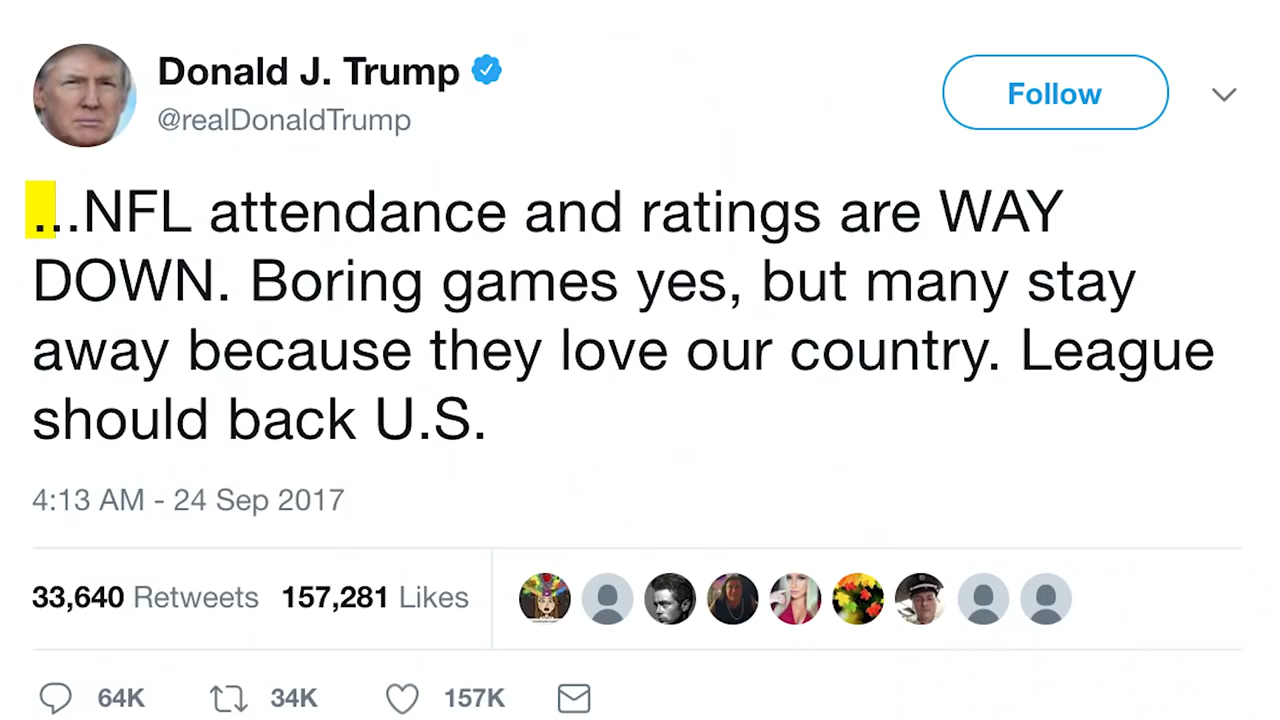 Donald J. Trump
@realDonaldTrump
Follow
...NFL attendance and ratings are WAY
DOWN. Boring games yes, but many stay
away because they love our country. League
should back U.S.
4:13 AM - 24 Sep 2017
33,640 Retweets 157,281 Likes
64K 34K 157K